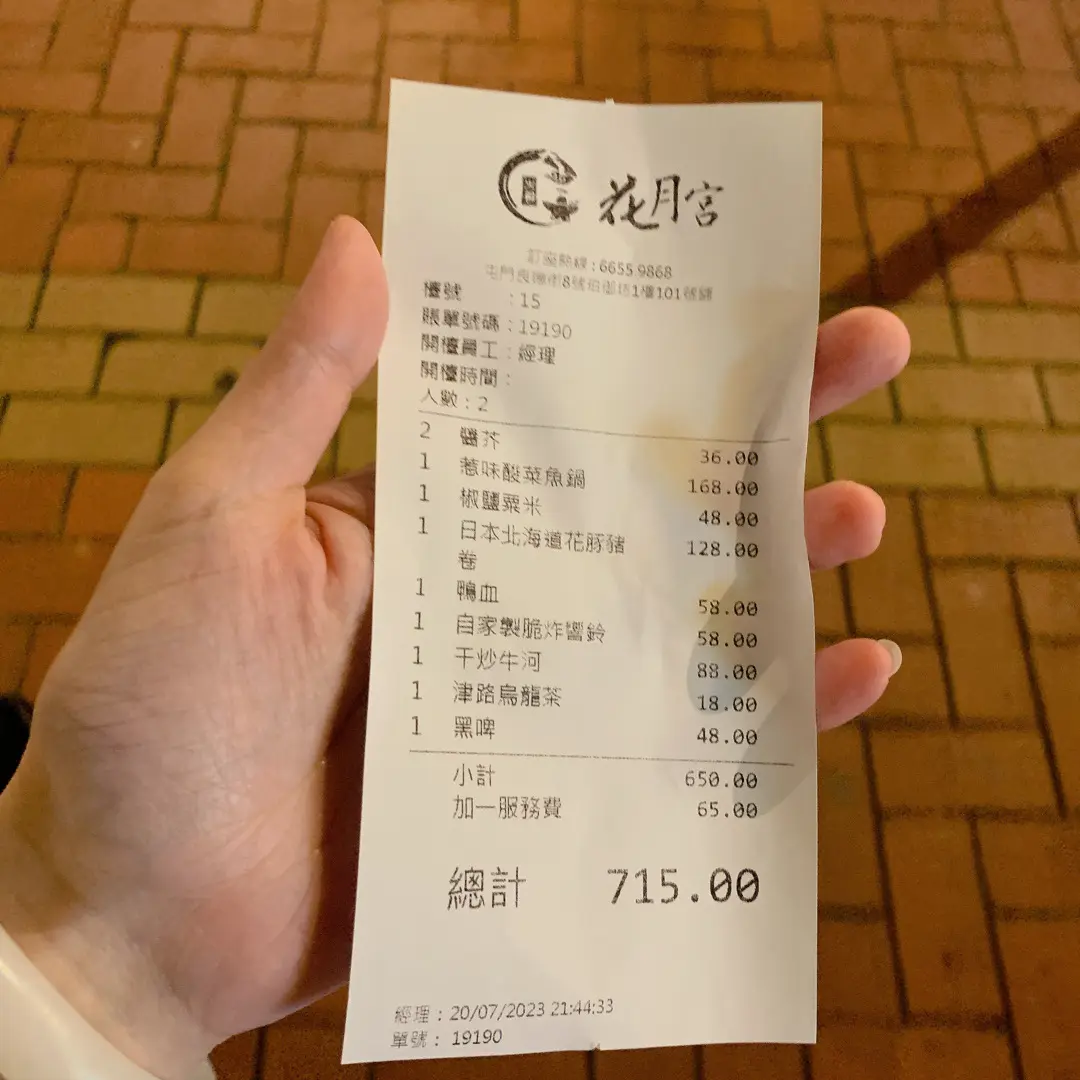 花月宮
訂座熱線：6655 9868
屯門良德街8號珀御坊1樓101號舖
檯號 ：15
賬單號碼：19190
開檯員工：經理
開檯時間：
人數：2
2 醬芥 36.00
1 惹味酸菜魚鍋 168.00
1 椒鹽粟米 48.00
1 日本北海道花豚豬 128.00
卷
1 鴨血 58.00
1 自家製脆炸響鈴 58.00
1 干炒牛河 88.00
1 津路烏龍茶 18.00
1 黑啤 48.00
小計 650.00
加一服務費 65.00
總計 715.00
經理：20/07/2023 21:44:33
單號： 19190